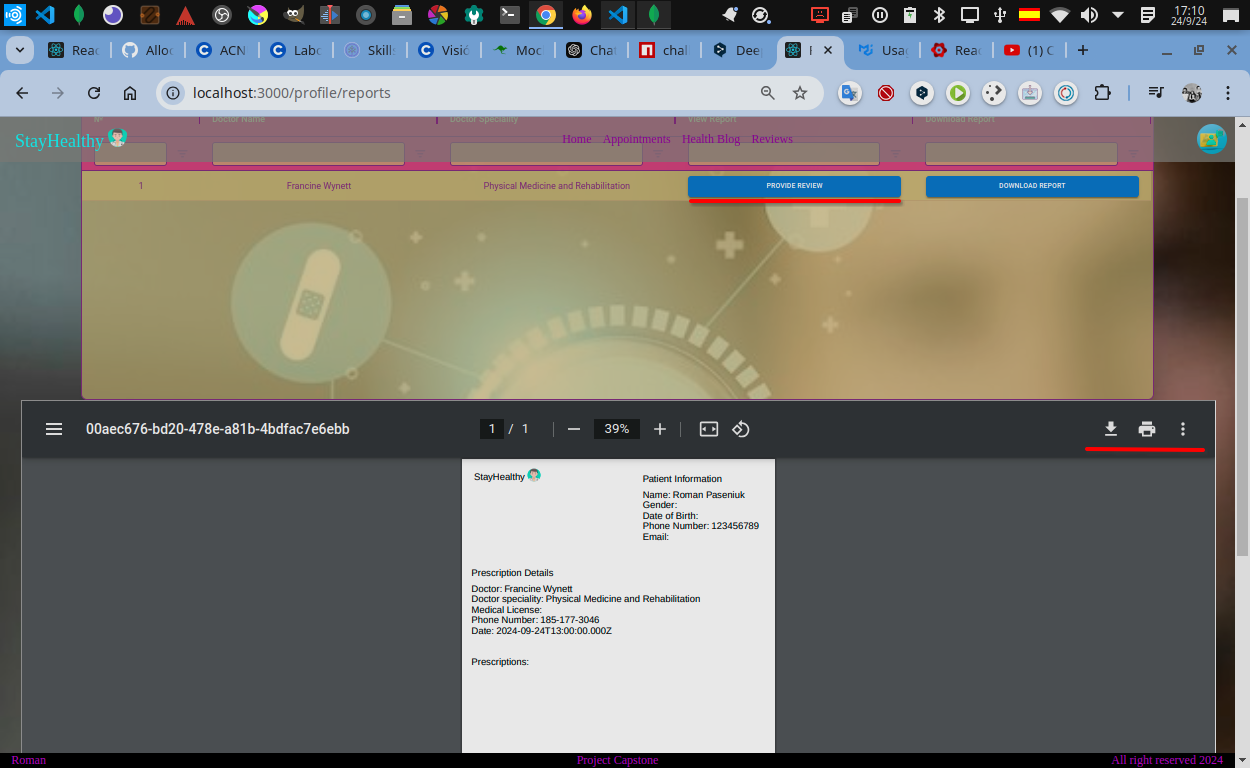 17:10
24/9/24
Reac
Alloc
ACN
Labc
Skills
Visió
Moc
Chat
chal
Deep
Usag
Reac
(1) C
localhost:3000/profile/reports
StayHealthy
Home Appointments Health Blog Reviews
Nº Doctor Name Doctor Speciality View Report Download Report
1 Francine Wynett Physical Medicine and Rehabilitation PROVIDE REVIEW DOWNLOAD REPORT
00aec676-bd20-478e-a81b-4bdfac7e6ebb 1 / 1 39%
StayHealthy
Patient Information
Name: Roman Paseniuk
Gender:
Date of Birth:
Phone Number: 123456789
Email:
Prescription Details
Doctor: Francine Wynett
Doctor speciality: Physical Medicine and Rehabilitation
Medical License:
Phone Number: 185-177-3046
Date: 2024-09-24T13:00:00.000Z
Prescriptions:
Roman Project Capstone All right reserved 2024